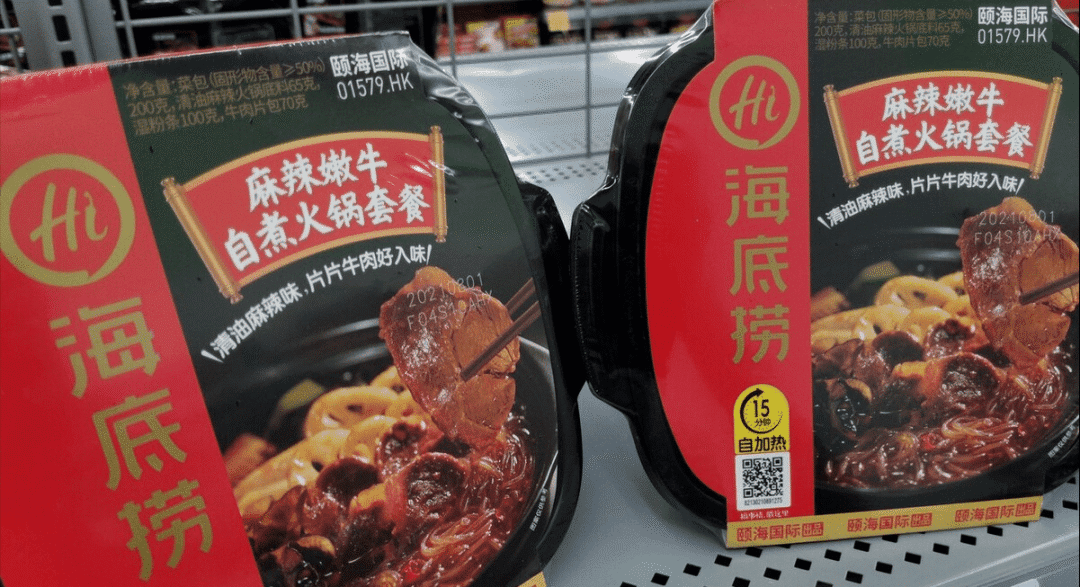 净含量:菜包(固形物含量≥50%)
200克,清油麻辣火锅底料65克,
湿粉条100克,牛肉片包70克
颐海国际
01579.HK
Hi
海底捞
麻辣嫩牛
自煮火锅套餐
清油麻辣味,片片牛肉好入味!
20210801
净含量:菜包(固形物含量≥50%)
200克,清油麻辣火锅底料65克,
湿粉条100克,牛肉片包70克
颐海国际
01579.HK
Hi
海底捞
麻辣嫩牛
自煮火锅套餐
清油麻辣味,片片牛肉好入味!
20210801
15
分钟
自加热
颐海国际 出品
颐海国际 出品
颐海国际 出品